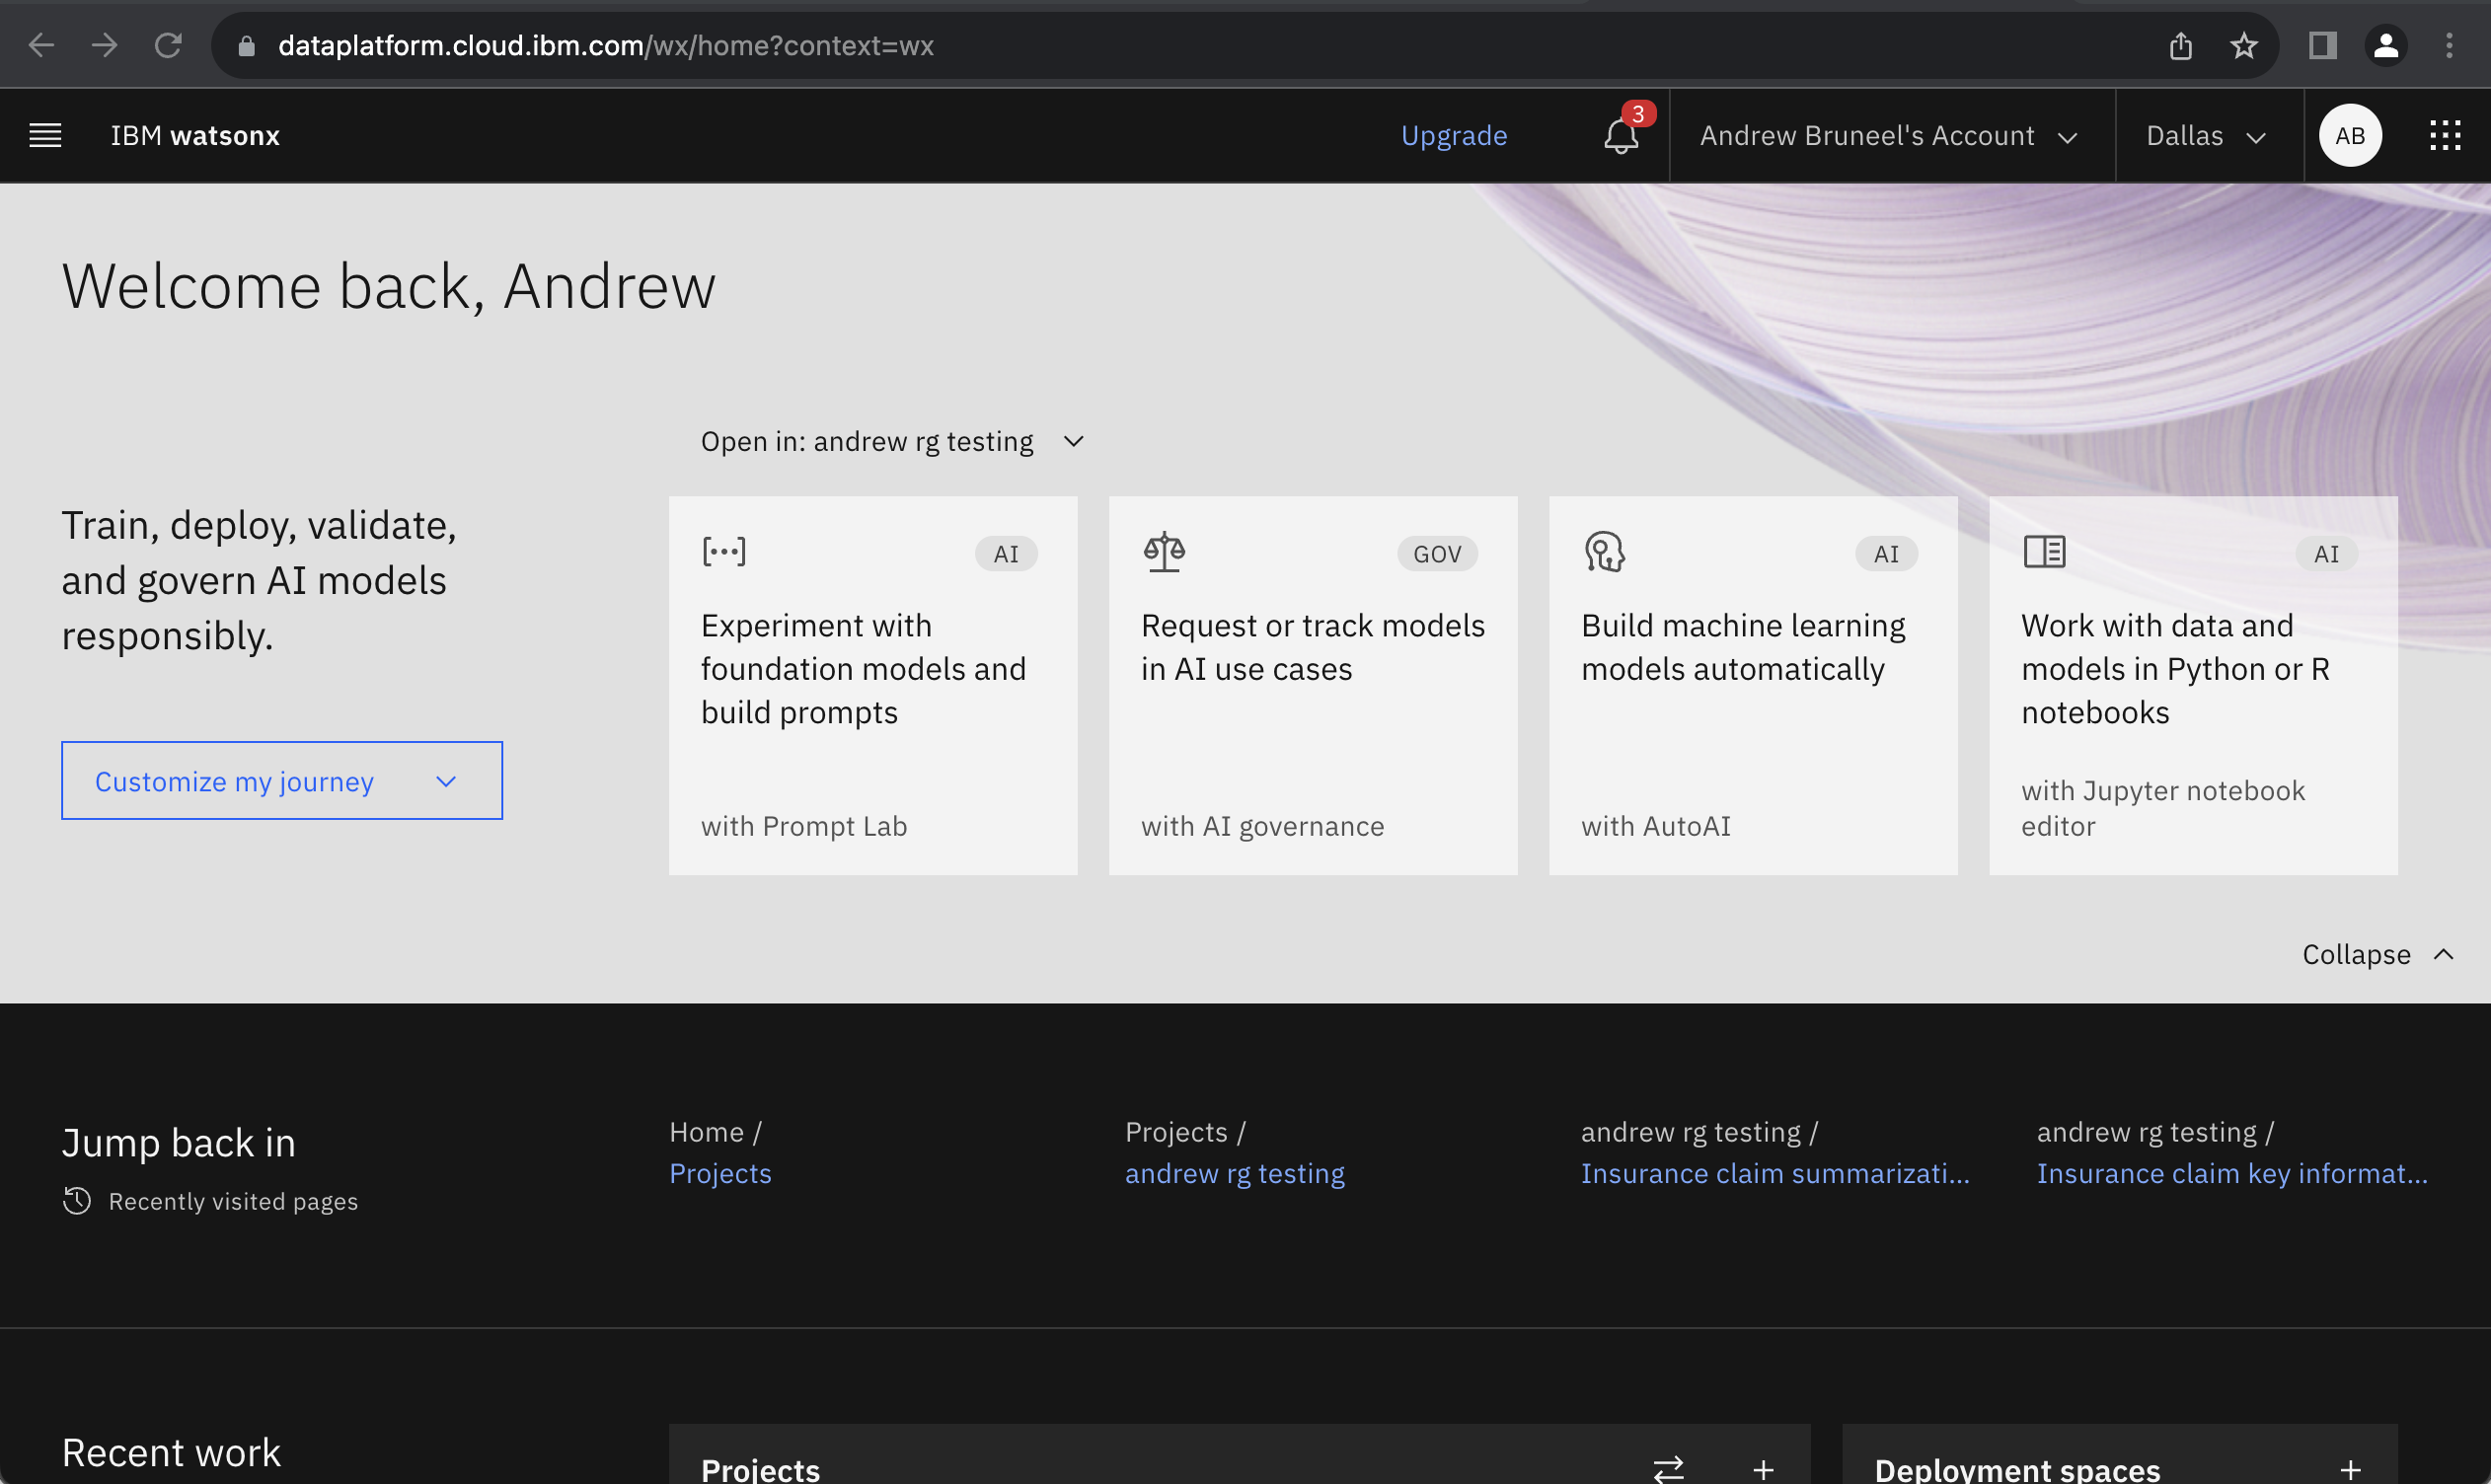 dataplatform.cloud.ibm.com/wx/home?context=wx
IBM watsonx
Upgrade
3
Andrew Bruneel's Account
Dallas
AB
Welcome back, Andrew
Open in: andrew rg testing
Train, deploy, validate,
and govern AI models
responsibly.
Customize my journey
AI
Experiment with
foundation models and
build prompts
with Prompt Lab
GOV
Request or track models
in AI use cases
with AI governance
AI
Build machine learning
models automatically
with AutoAI
AI
Work with data and
models in Python or R
notebooks
with Jupyter notebook
editor
Collapse
Jump back in
Recently visited pages
Home /
Projects
Projects /
andrew rg testing
andrew rg testing /
Insurance claim summarizati...
andrew rg testing /
Insurance claim key informat...
Recent work
Projects
Deployment spaces